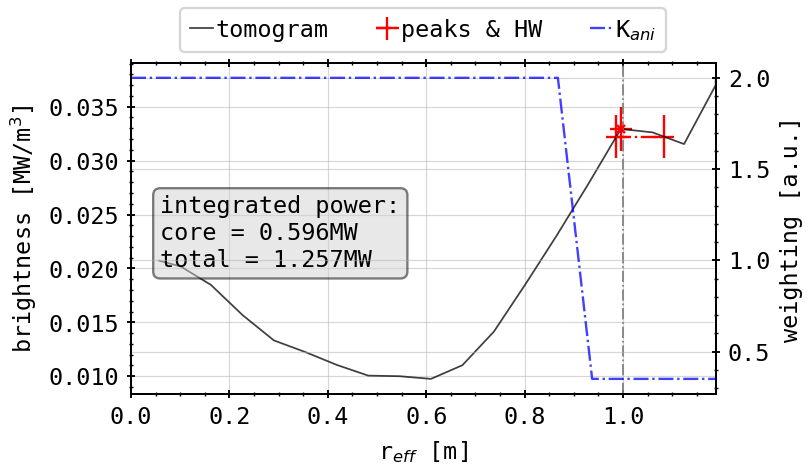 tomogram peaks & HW K_ani
brightness [MW/m³]
0.035
0.030
0.025
0.020
0.015
0.010
integrated power:
core = 0.596MW
total = 1.257MW
2.0
1.5
1.0
0.5
weighting [a.u.]
0.0 0.2 0.4 0.6 0.8 1.0
r_eff [m]